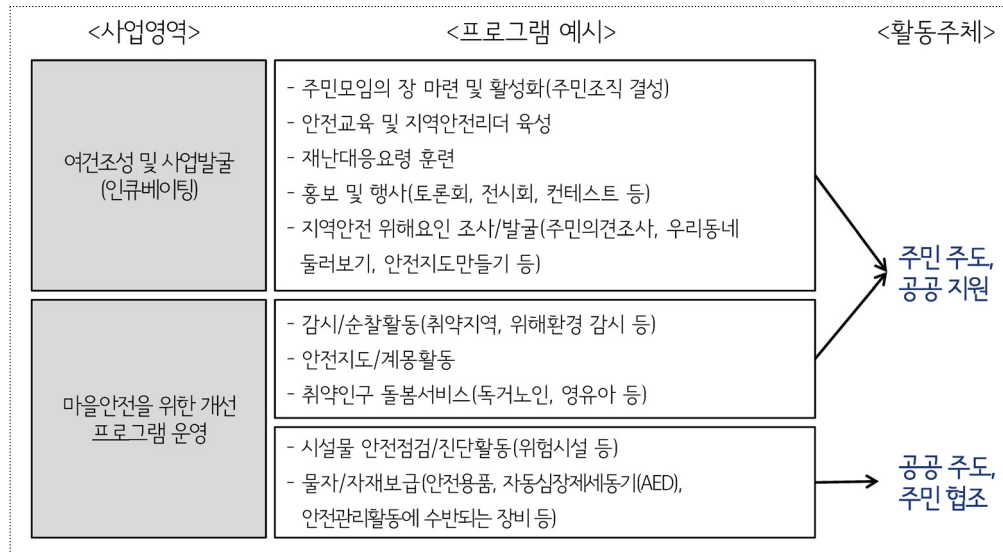 <사업영역>
<프로그램 예시>
<활동주체>
여건조성 및 사업발굴
(인큐베이팅)
- 주민모임의 장 마련 및 활성화(주민조직 결성)
- 안전교육 및 지역안전리더 육성
- 재난대응요령 훈련
- 홍보 및 행사(토론회, 전시회, 컨테스트 등)
- 지역안전 위해요인 조사/발굴(주민의견조사, 우리동네
둘러보기, 안전지도만들기 등)
주민 주도,
공공 지원
마을안전을 위한 개선
프로그램 운영
- 감시/순찰활동(취약지역, 위해환경 감시 등)
- 안전지도/계몽활동
- 취약인구 돌봄서비스(독거노인, 영유아 등)
- 시설물 안전점검/진단활동(위험시설 등)
- 물자/자재보급(안전용품, 자동심장제세동기(AED),
안전관리활동에 수반되는 장비 등)
공공 주도,
주민 협조